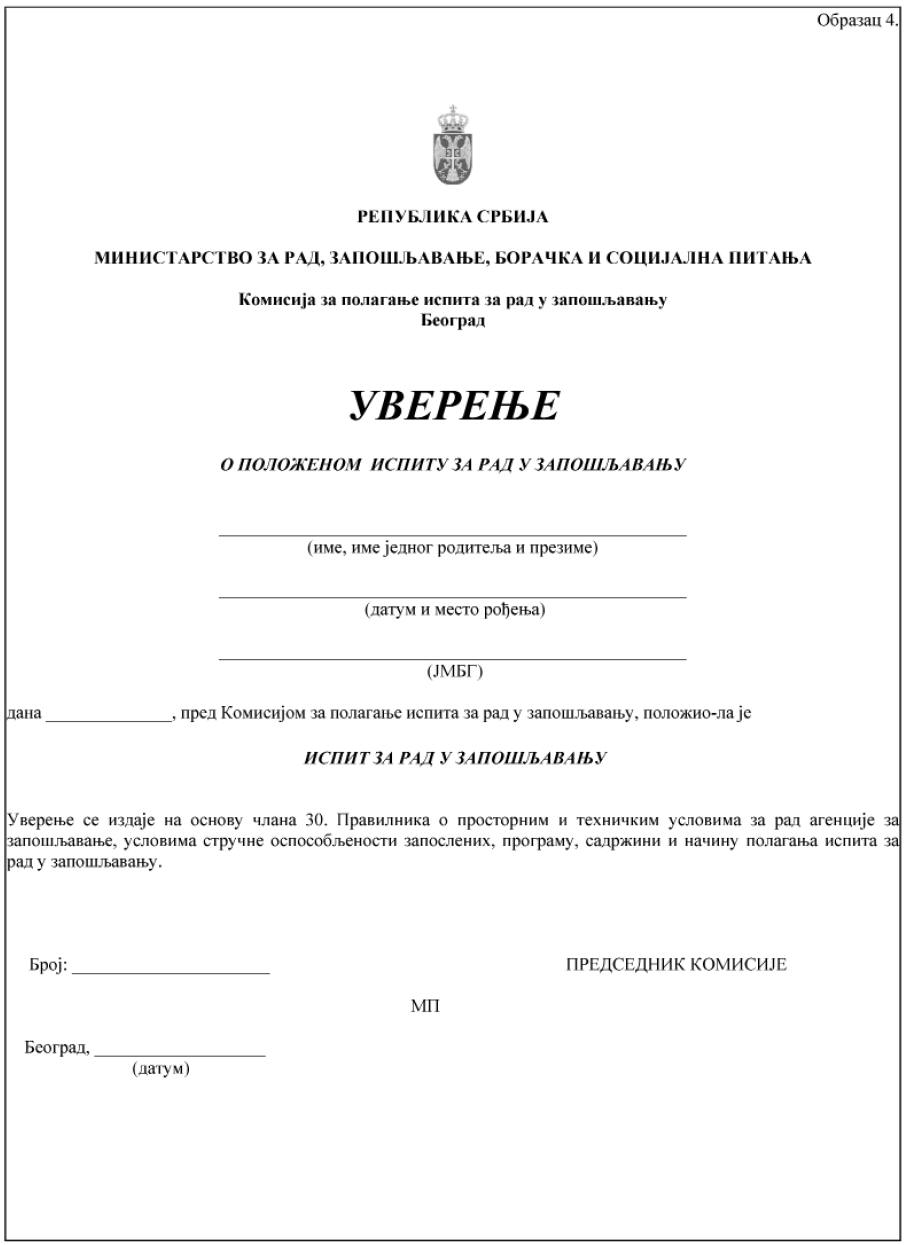 Образац 4.
РЕПУБЛИКА СРБИЈА
МИНИСТАРСТВО ЗА РАД, ЗАПОШЉАВАЊЕ, БОРАЧКА И СОЦИЈАЛНА ПИТАЊА
Комисија за полагање испита за рад у запошљавању
Београд
УВЕРЕЊЕ
О ПОЛОЖЕНОМ ИСПИТУ ЗА РАД У ЗАПОШЉАВАЊУ
(име, име једног родитеља и презиме)
(датум и место рођења)
(ЈМБГ)
дана ______________, пред Комисијом за полагање испита за рад у запошљавању, положио-ла је
ИСПИТ ЗА РАД У ЗАПОШЉАВАЊУ
Уверење се издаје на основу члана 30. Правилника о просторним и техничким условима за рад агенције за
запошљавање, условима стручне оспособљености запослених, програму, садржини и начину полагања испита за
рад у запошљавању.
Број: ______________________ ПРЕДСЕДНИК КОМИСИЈЕ
МП
Београд, ___________________
(датум)